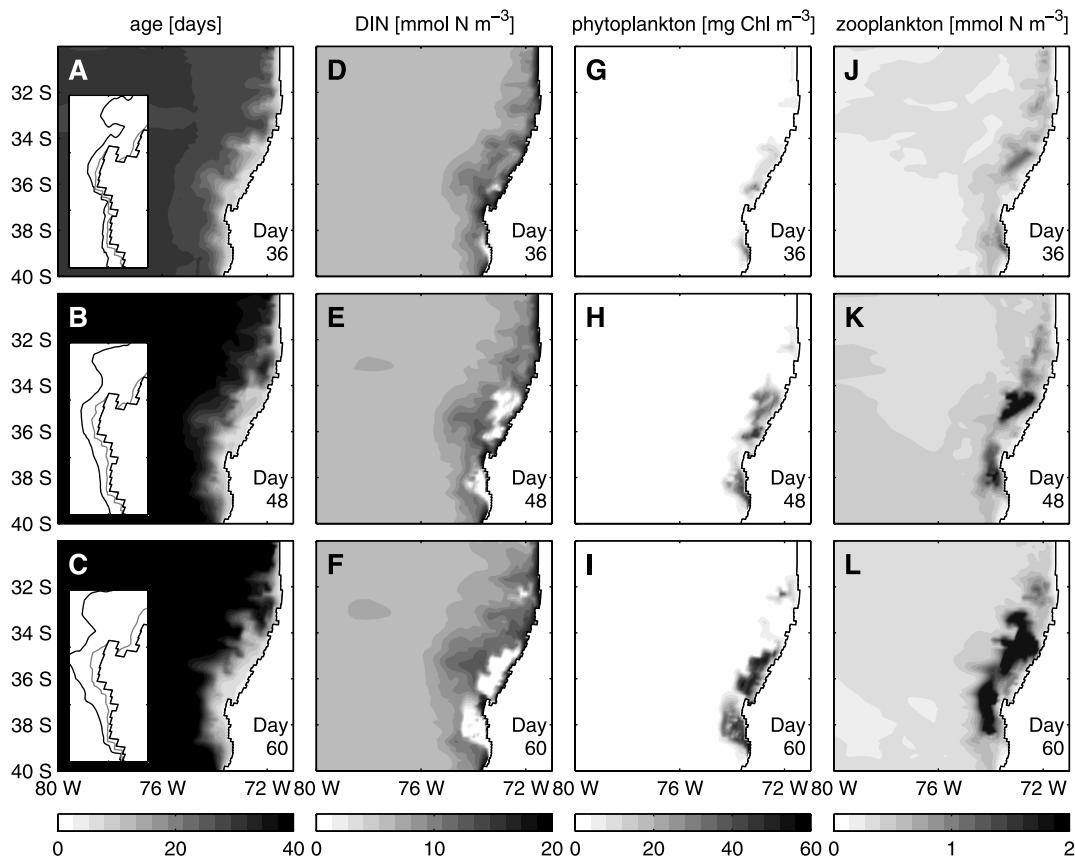 age [days] DIN [mmol N m⁻³] phytoplankton [mg Chl m⁻³] zooplankton [mmol N m⁻³]
A D G J
32 S
34 S
36 S
38 S
40 S
Day 36 Day 36 Day 36 Day 36
B E H K
32 S
34 S
36 S
38 S
40 S
Day 48 Day 48 Day 48 Day 48
C F I L
32 S
34 S
36 S
38 S
40 S
Day 60 Day 60 Day 60 Day 60
80 W 76 W 72 W 80 W 76 W 72 W 80 W 76 W 72 W 80 W 76 W 72 W
0 20 40 0 10 20 0 20 40 60 0 1 2